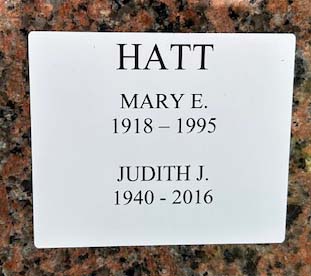 HATT
MARY E.
1918 – 1995
JUDITH J.
1940 - 2016